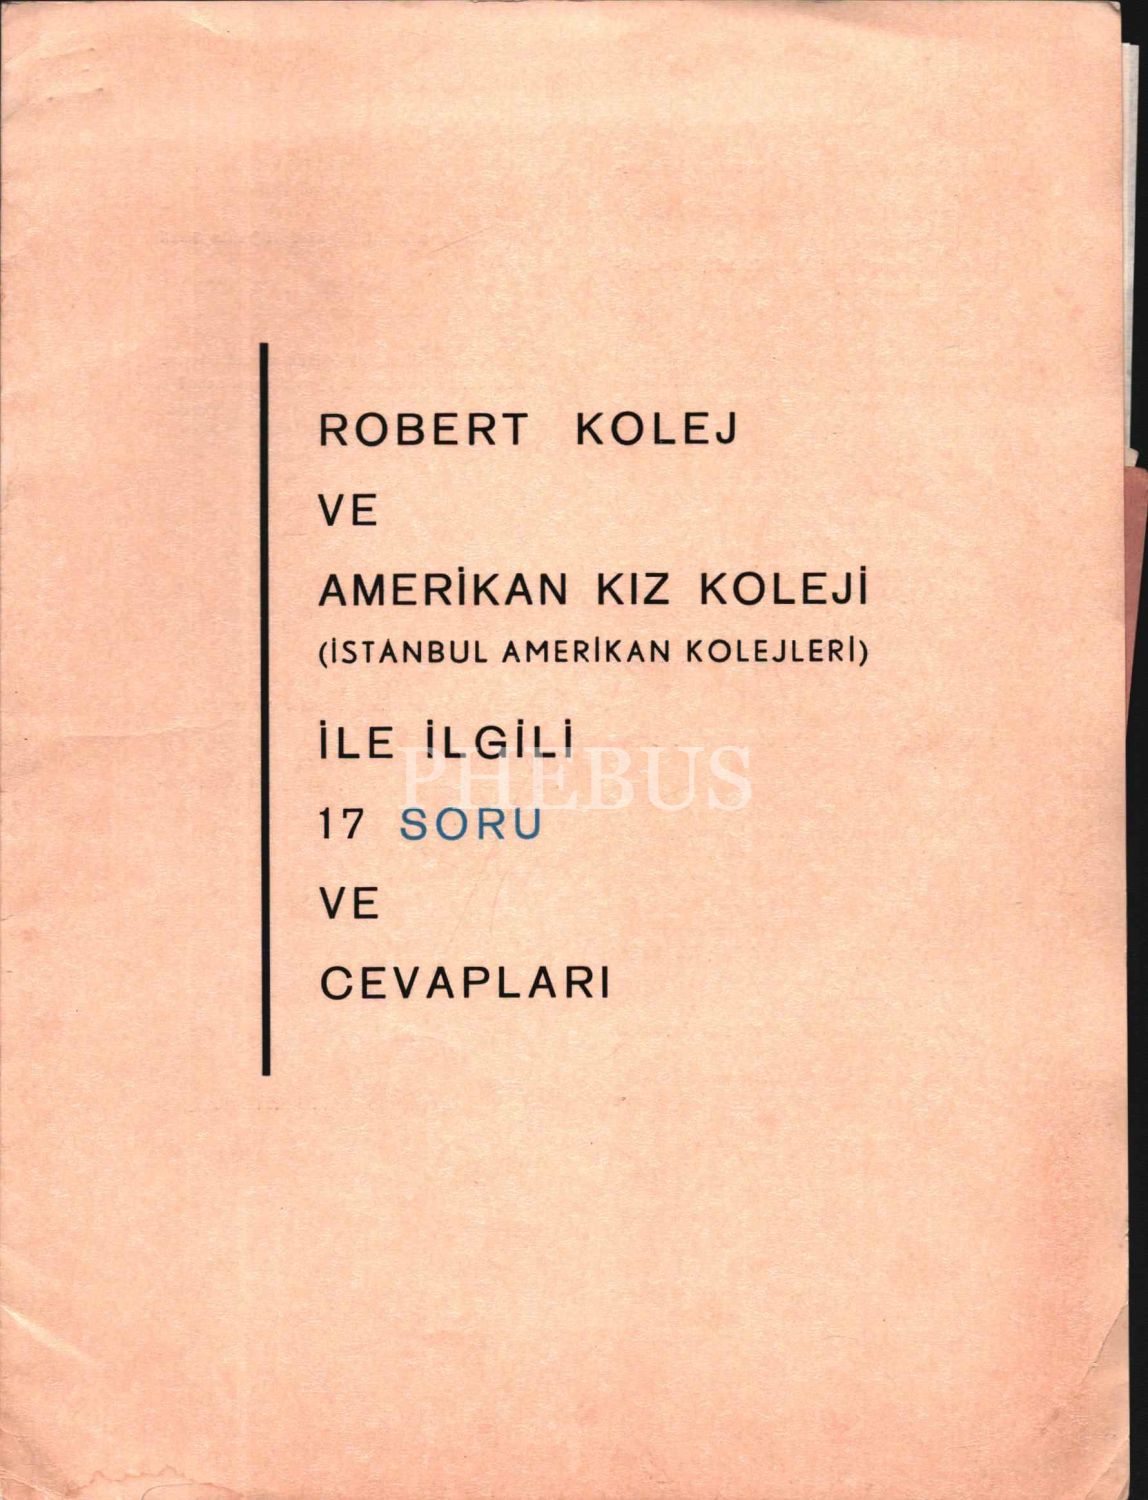 ROBERT KOLEJ
VE
AMERİKAN KIZ KOLEJİ
(İSTANBUL AMERİKAN KOLEJLERİ)
İLE İLGİLİ
PHEBUS
17 SORU
VE
CEVAPLARI